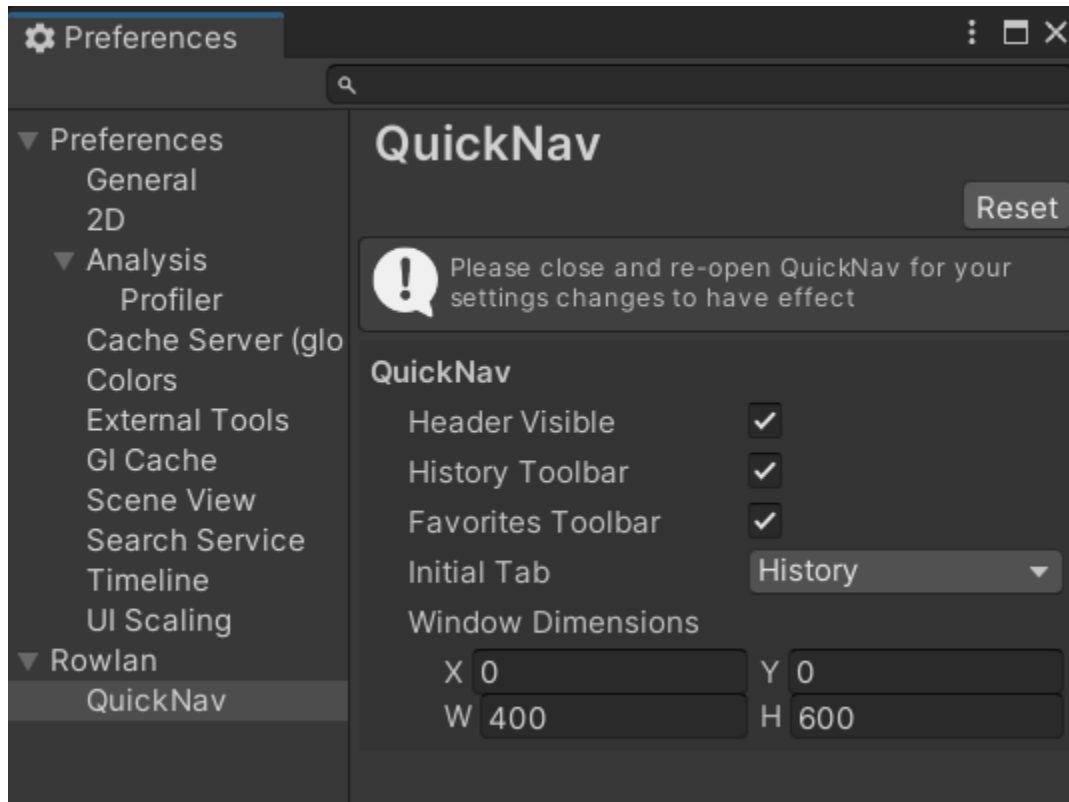 Preferences
Preferences
General
2D
Analysis
Profiler
Cache Server (glo
Colors
External Tools
GI Cache
Scene View
Search Service
Timeline
UI Scaling
Rowlan
QuickNav
QuickNav
Reset
Please close and re-open QuickNav for your
settings changes to have effect
QuickNav
Header Visible
History Toolbar
Favorites Toolbar
Initial Tab History
Window Dimensions
X 0 Y 0
W 400 H 600